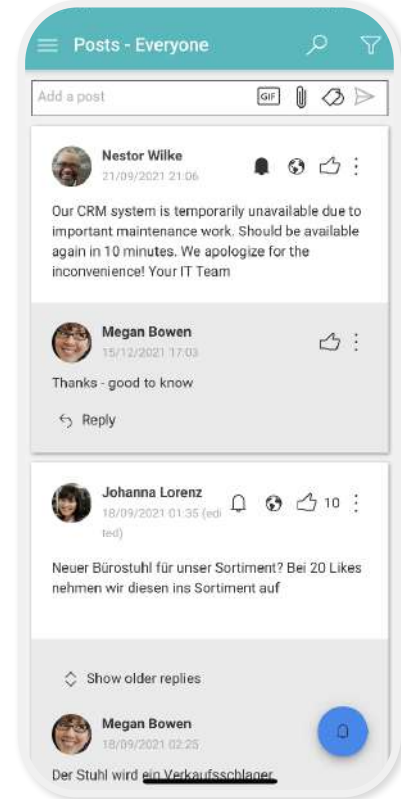 Posts - Everyone
Add a post
GIF
Nestor Wilke
21/09/2021 21:06
Our CRM system is temporarily unavailable due to
important maintenance work. Should be available
again in 10 minutes. We apologize for the
inconvenience! Your IT Team
Megan Bowen
15/12/2021 17:03
Thanks - good to know
Reply
Johanna Lorenz
18/09/2021 01:35 (edi
ted)
10
Neuer Bürostuhl für unser Sortiment? Bei 20 Likes
nehmen wir diesen ins Sortiment auf
Show older replies
Megan Bowen
18/09/2021 02:25
Der Stuhl wird ein Verkaufsschlager